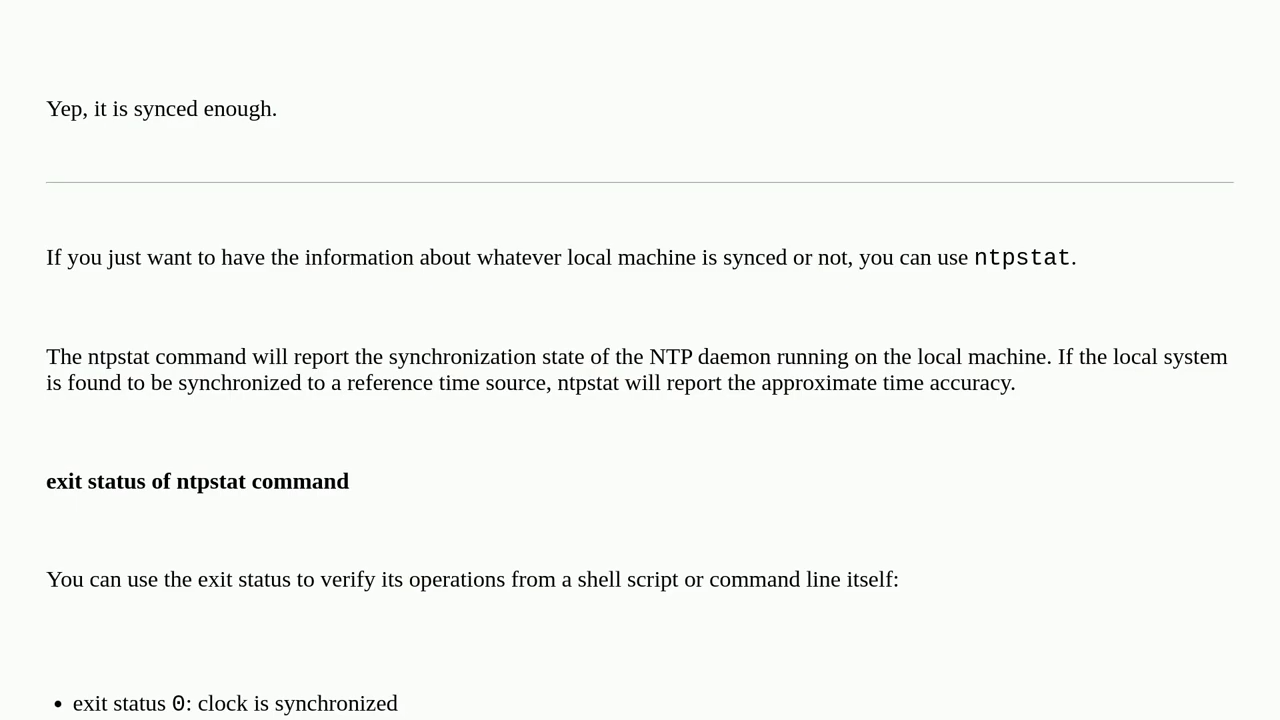 Yep, it is synced enough.
If you just want to have the information about whatever local machine is synced or not, you can use ntpstat.
The ntpstat command will report the synchronization state of the NTP daemon running on the local machine. If the local system
is found to be synchronized to a reference time source, ntpstat will report the approximate time accuracy.
exit status of ntpstat command
You can use the exit status to verify its operations from a shell script or command line itself:
• exit status 0: clock is synchronized